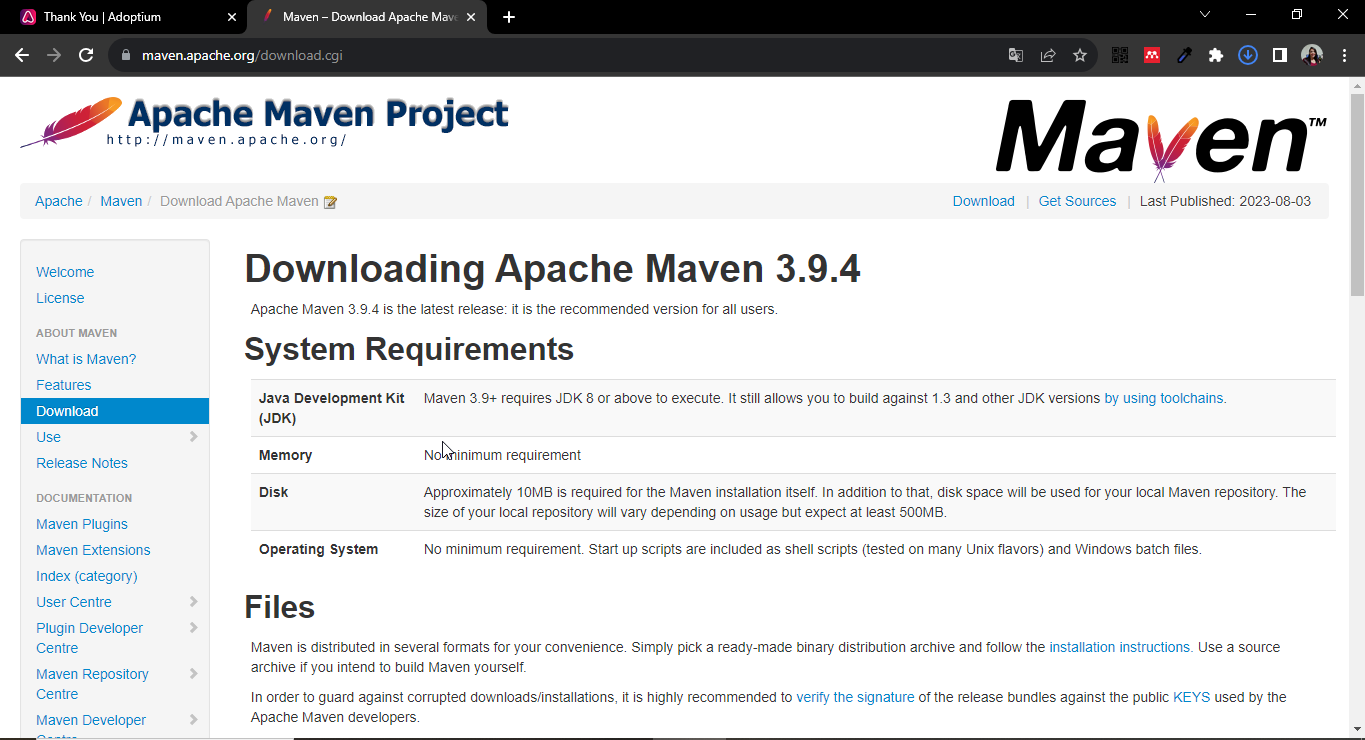 Thank You | Adoptium
Maven – Download Apache Mave
maven.apache.org/download.cgi
Apache Maven Project
http://maven.apache.org/
Maven™
Apache / Maven / Download Apache Maven
Download | Get Sources | Last Published: 2023-08-03
Welcome
License
ABOUT MAVEN
What is Maven?
Features
Download
Use
Release Notes
DOCUMENTATION
Maven Plugins
Maven Extensions
Index (category)
User Centre
Plugin Developer
Centre
Maven Repository
Centre
Maven Developer
Downloading Apache Maven 3.9.4
Apache Maven 3.9.4 is the latest release: it is the recommended version for all users.
System Requirements
Java Development Kit
(JDK)
Maven 3.9+ requires JDK 8 or above to execute. It still allows you to build against 1.3 and other JDK versions by using toolchains.
Memory
No minimum requirement
Disk
Approximately 10MB is required for the Maven installation itself. In addition to that, disk space will be used for your local Maven repository. The
size of your local repository will vary depending on usage but expect at least 500MB.
Operating System
No minimum requirement. Start up scripts are included as shell scripts (tested on many Unix flavors) and Windows batch files.
Files
Maven is distributed in several formats for your convenience. Simply pick a ready-made binary distribution archive and follow the installation instructions. Use a source
archive if you intend to build Maven yourself.
In order to guard against corrupted downloads/installations, it is highly recommended to verify the signature of the release bundles against the public KEYS used by the
Apache Maven developers.